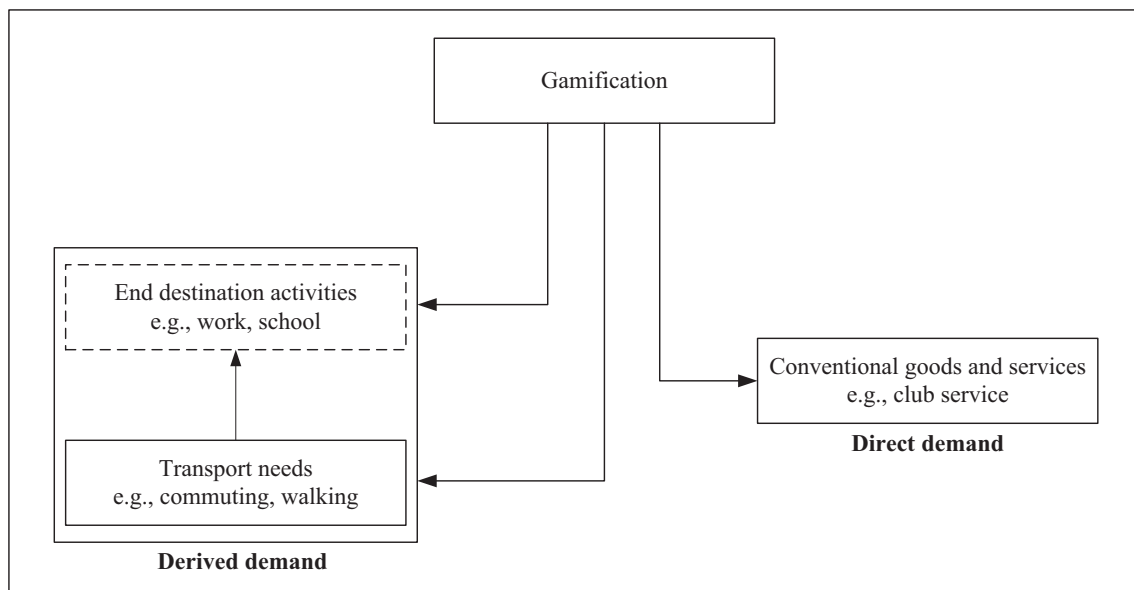 Gamification
End destination activities
e.g., work, school
Transport needs
e.g., commuting, walking
Derived demand
Conventional goods and services
e.g., club service
Direct demand